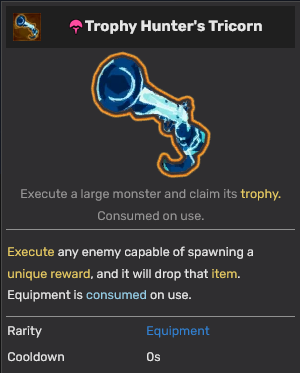 Trophy Hunter's Tricorn
Execute a large monster and claim its trophy.
Consumed on use.
Execute any enemy capable of spawning a
unique reward, and it will drop that item.
Equipment is consumed on use.
Rarity Equipment
Cooldown 0s